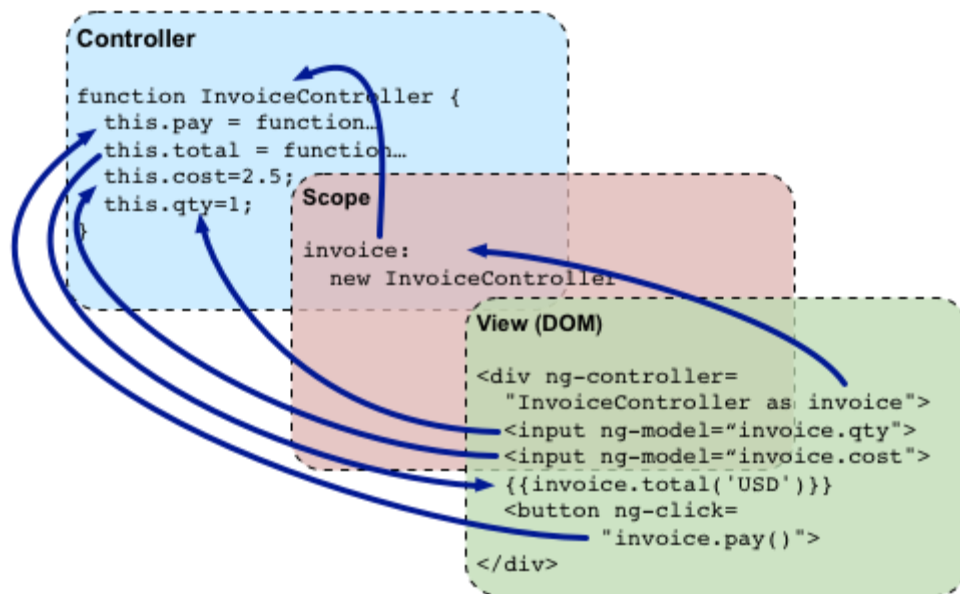 Controller
function InvoiceController {
this.pay = function…
this.total = function…
this.cost=2.5;
this.qty=1;
}
Scope
invoice:
new InvoiceController
View (DOM)
<div ng-controller=
"InvoiceController as invoice">
<input ng-model=“invoice.qty">
<input ng-model=“invoice.cost">
{{invoice.total('USD')}}
<button ng-click=
"invoice.pay()">
</div>